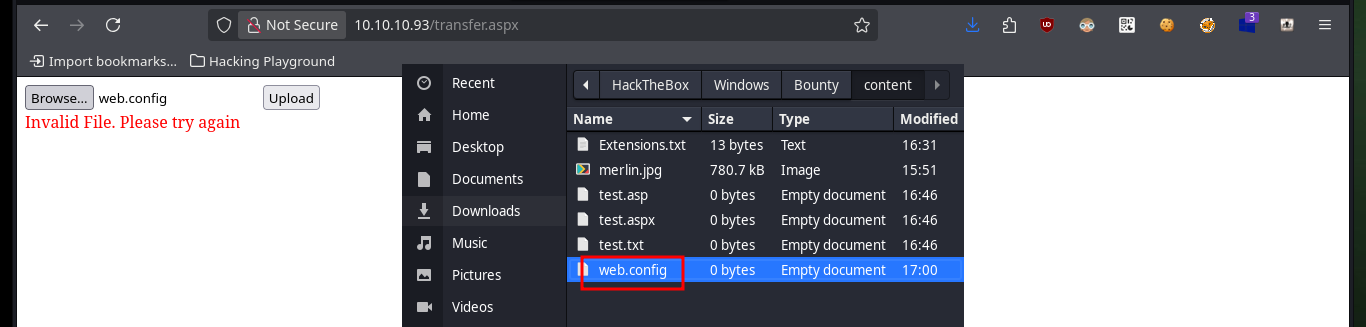 Not Secure 10.10.10.93/transfer.aspx 3
Import bookmarks... Hacking Playground
Browse... web.config Upload
Invalid File. Please try again
Recent
Home
Desktop
Documents
Downloads
Music
Pictures
Videos
HackTheBox Windows Bounty content
Name Size Type Modified
Extensions.txt 13 bytes Text 16:31
merlin.jpg 780.7 kB Image 15:51
test.asp 0 bytes Empty document 16:46
test.aspx 0 bytes Empty document 16:46
test.txt 0 bytes Empty document 16:46
web.config 0 bytes Empty document 17:00